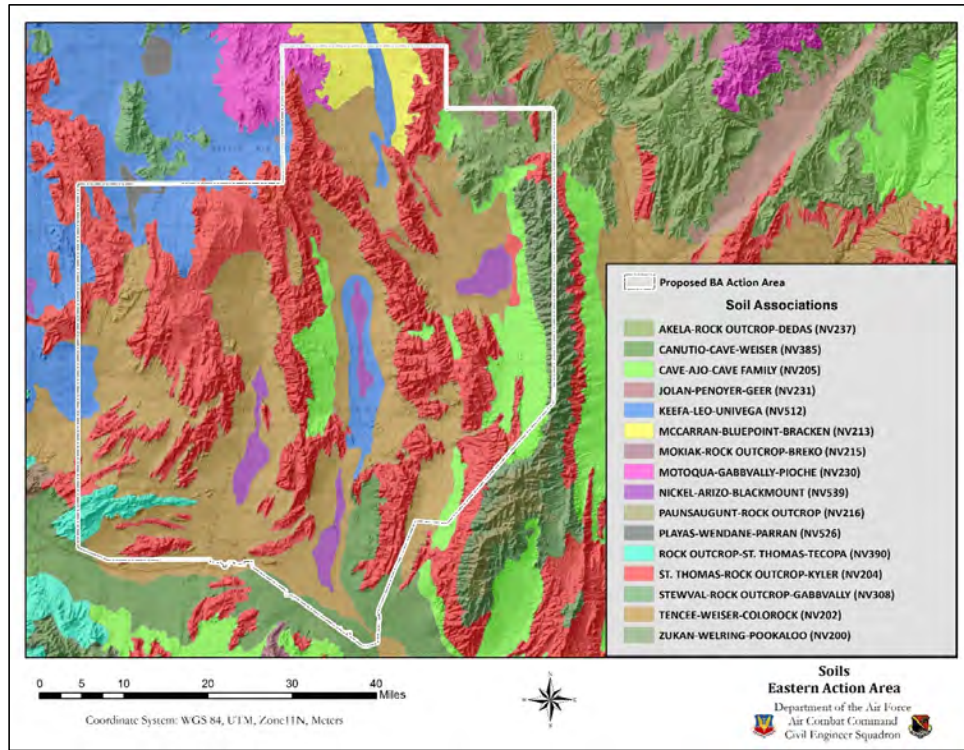 Proposed BA Action Area
Soil Associations
AKELA-ROCK OUTCROP-DEDAS (NV237)
CANUTIO-CAVE-WEISER (NV385)
CAVE-AJO-CAVE FAMILY (NV205)
JOLAN-PENOYER-GEER (NV231)
KEEFA-LEO-UNIVEGA (NV512)
MCCARRAN-BLUEPOINT-BRACKEN (NV213)
MOKIAK-ROCK OUTCROP-BREKO (NV215)
MOTOQUA-GABBVALLY-PIOCHE (NV230)
NICKEL-ARIZO-BLACKMOUNT (NV539)
PAUNSAUGUNT-ROCK OUTCROP (NV216)
PLAYAS-WENDANE-PARRAN (NV526)
ROCK OUTCROP-ST. THOMAS-TECOPA (NV390)
ST. THOMAS-ROCK OUTCROP-KYLER (NV204)
STEWVAL-ROCK OUTCROP-GABBVALLY (NV308)
TENCEE-WEISER-COLOROCK (NV202)
ZUKAN-WELRING-POOKALOO (NV200)
0 5 10 20 30 40
Miles
Coordinate System: WGS 84, UTM, Zone11N, Meters
Soils
Eastern Action Area
Department of the Air Force
Air Combat Command
Civil Engineer Squadron